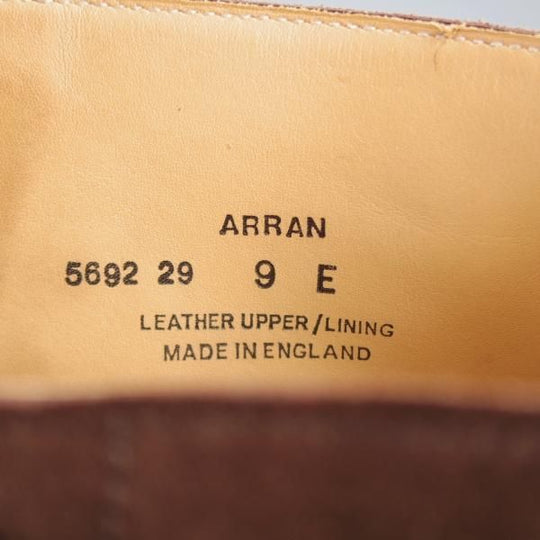 ARRAN
5692 29 9 E
LEATHER UPPER/LINING
MADE IN ENGLAND